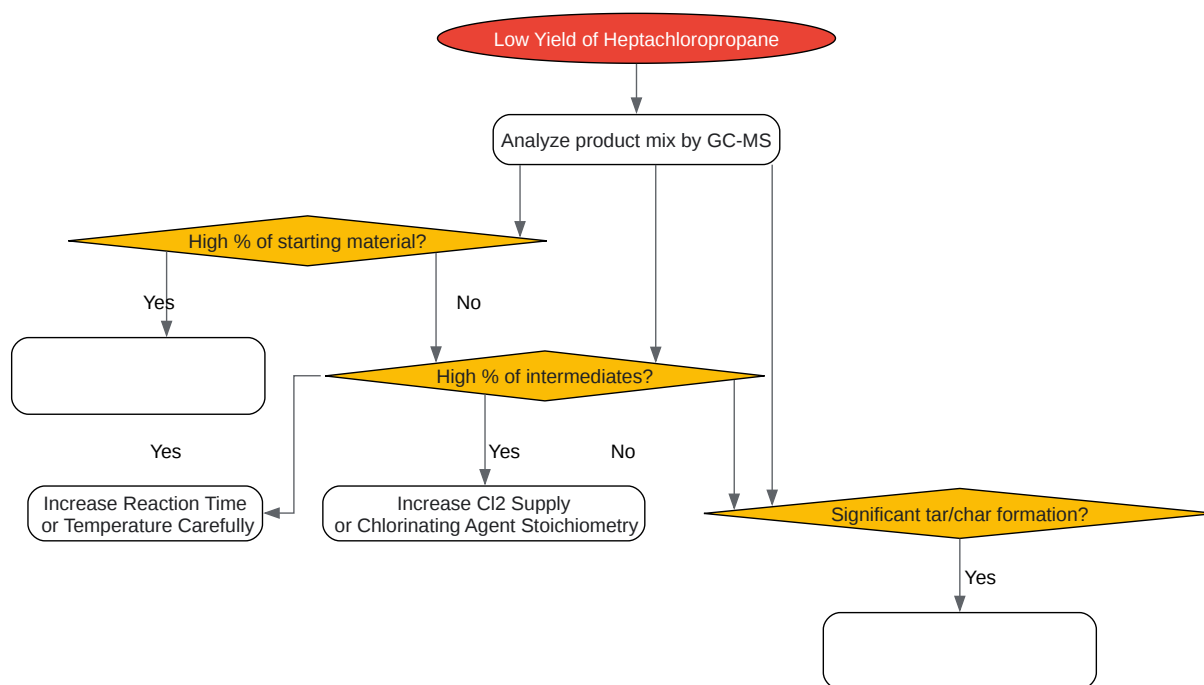 Low Yield of Heptachloropropane
Analyze product mix by GC-MS
High % of starting material?
Yes
No
High % of intermediates?
Yes
Yes
No
Increase Reaction Time
or Temperature Carefully
Increase Cl2 Supply
or Chlorinating Agent Stoichiometry
Significant tar/char formation?
Yes